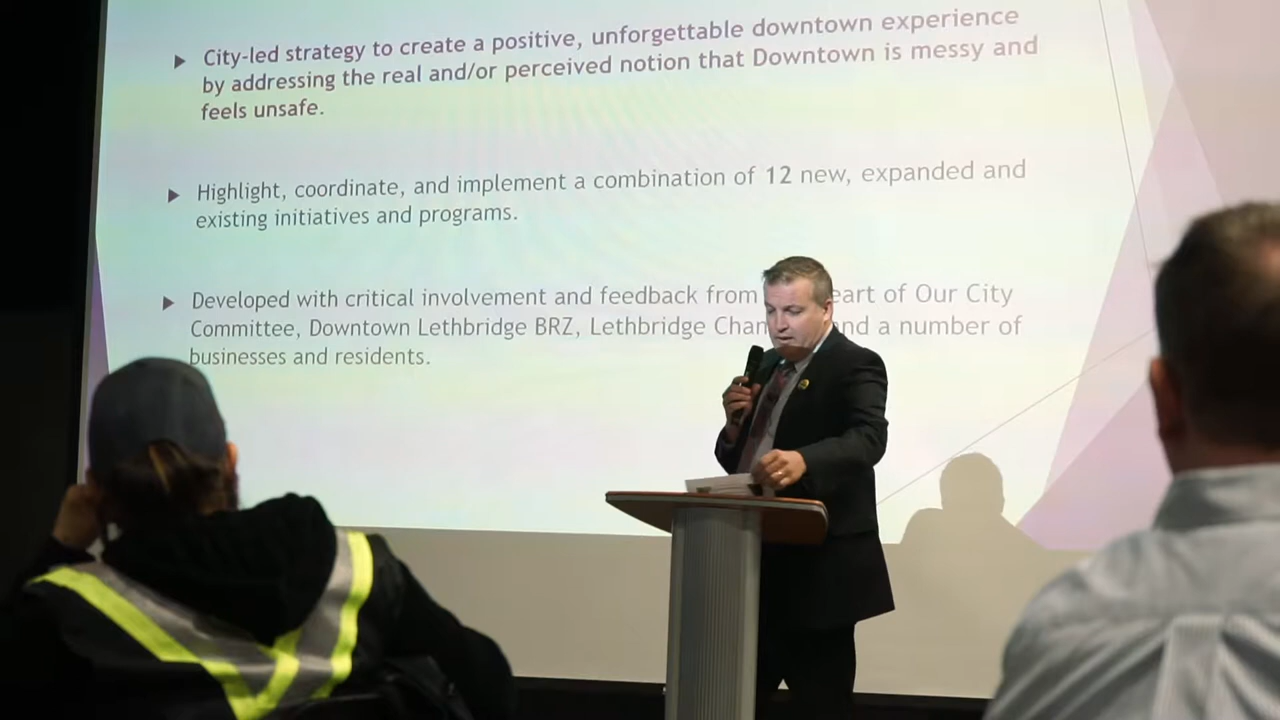 City-led strategy to create a positive, unforgettable downtown experience
by addressing the real and/or perceived notion that Downtown is messy and
feels unsafe.
Highlight, coordinate, and implement a combination of 12 new, expanded and
existing initiatives and programs.
Developed with critical involvement and feedback from eart of Our City
Committee, Downtown Lethbridge BRZ, Lethbridge Cham nd a number of
businesses and residents.